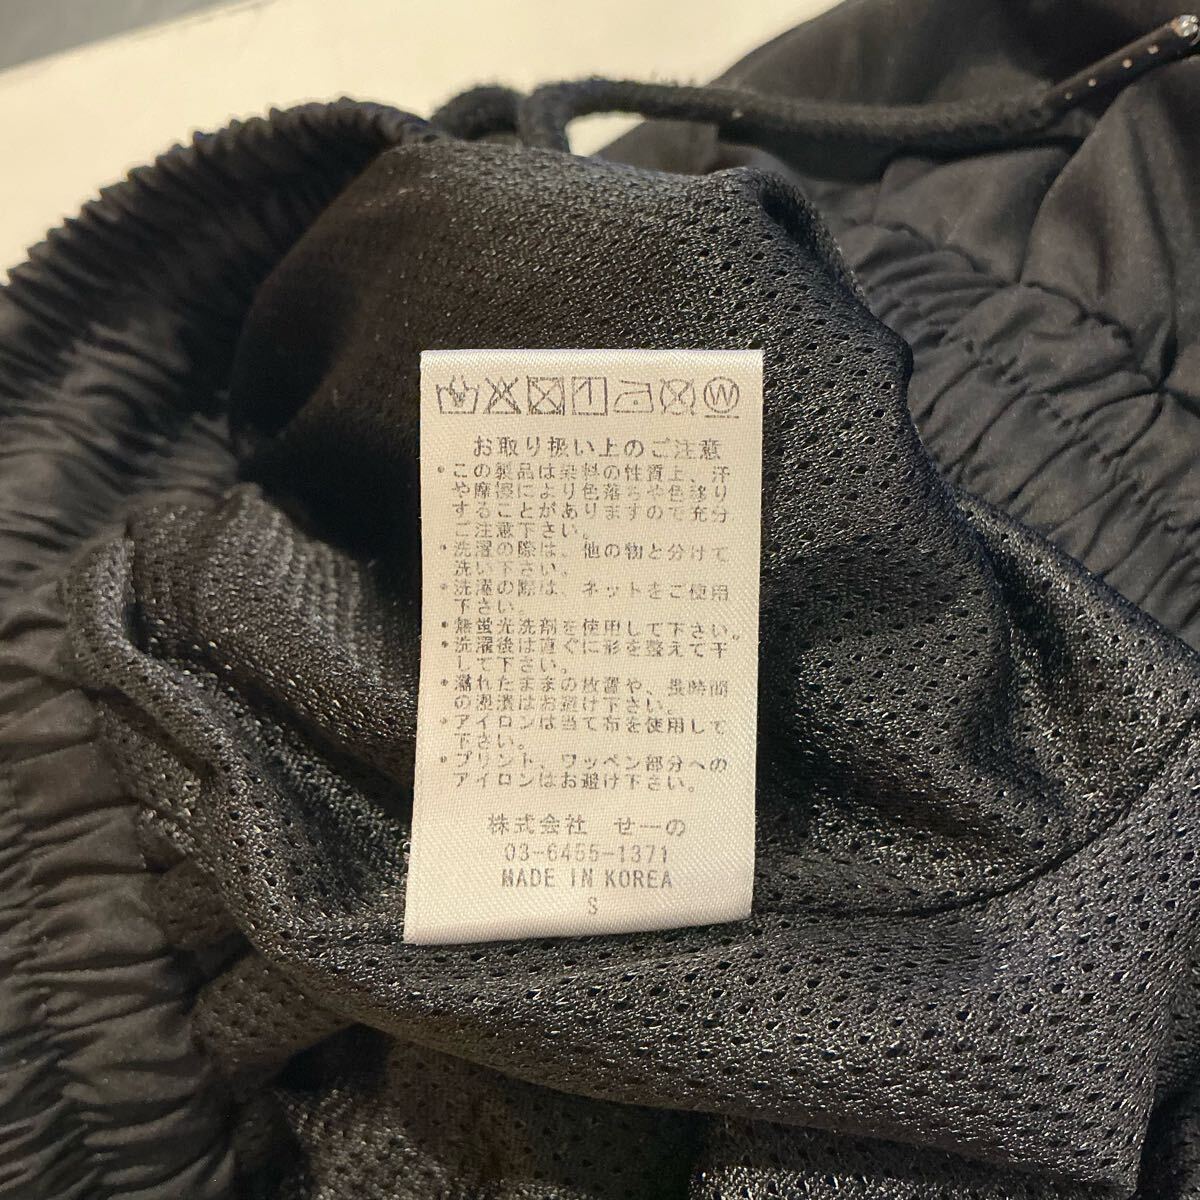 お取り扱い上のご注意
・この製品は染料の性質上、汗
や摩擦により色落ちや色移り
することがありますので充分
ご注意下さい。
・洗濯の際は、他の物と分けて
洗い下さい。
・洗濯の際は、ネットをご使用
下さい。
・無蛍光洗剤を使用して下さい。
・洗濯後は直ぐに形を整えて干
して下さい。
・濡れたままの放置や、長時間
の浸漬はお避け下さい。
・アイロンは当て布を使用して
下さい。
・プリント、ワッペン部分への
アイロンはお避け下さい。
株式会社 せーの
03-6455-1371
MADE IN KOREA
S